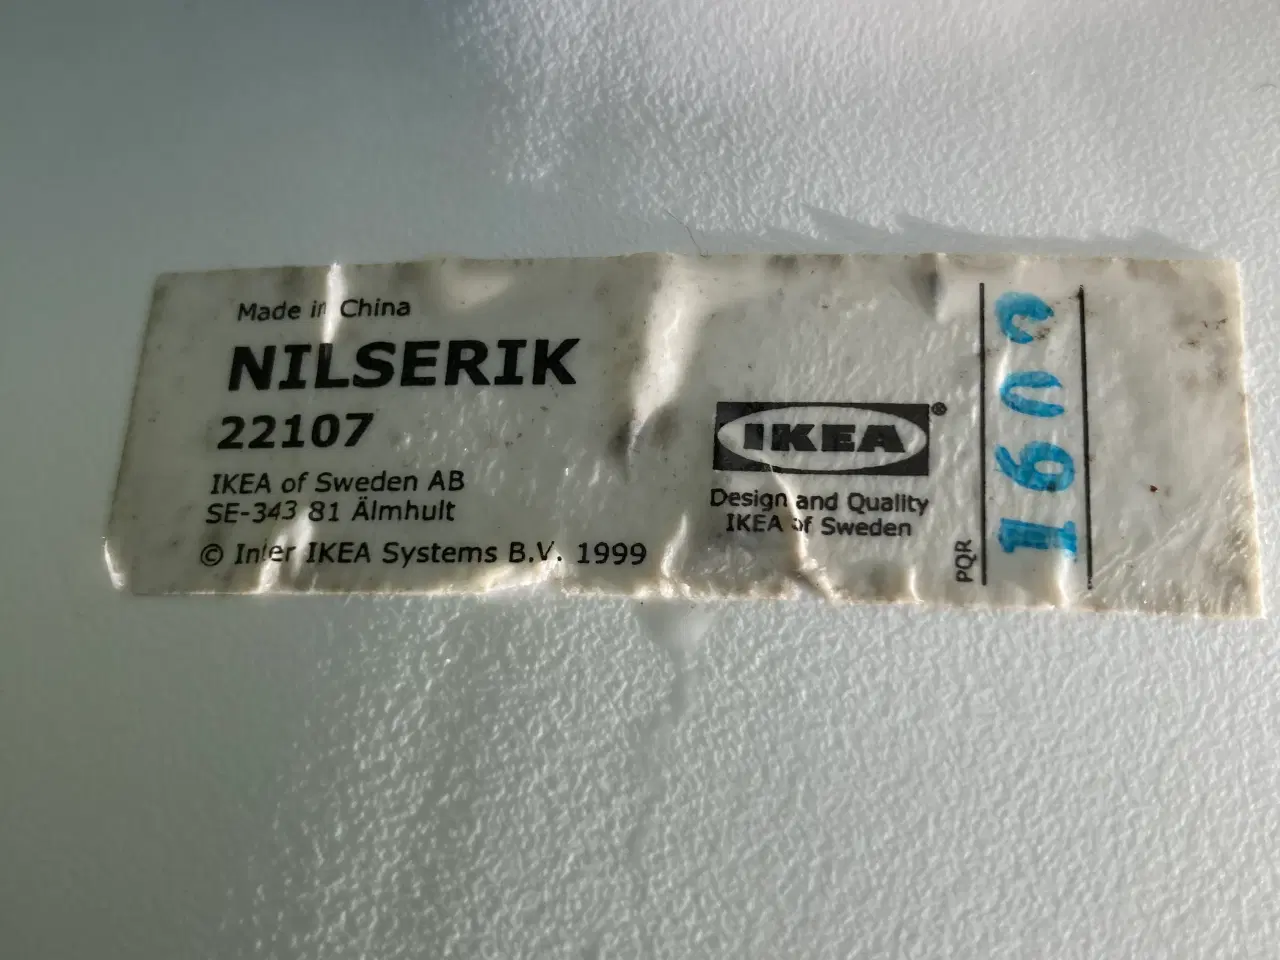 Made in China
NILSERIK
22107
IKEA of Sweden AB
SE-343 81 Älmhult
© Inter IKEA Systems B.V. 1999
IKEA®
Design and Quality
IKEA of Sweden
PQR